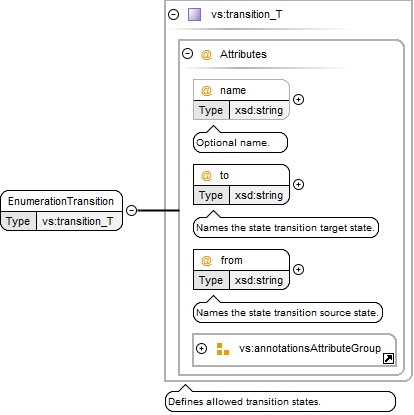 vs:transition_T
@ Attributes
@ name
Type xsd:string
Optional name.
@ to
Type xsd:string
Names the state transition target state.
EnumerationTransition
Type vs:transition_T
@ from
Type xsd:string
Names the state transition source state.
vs:annotationsAttributeGroup
Defines allowed transition states.